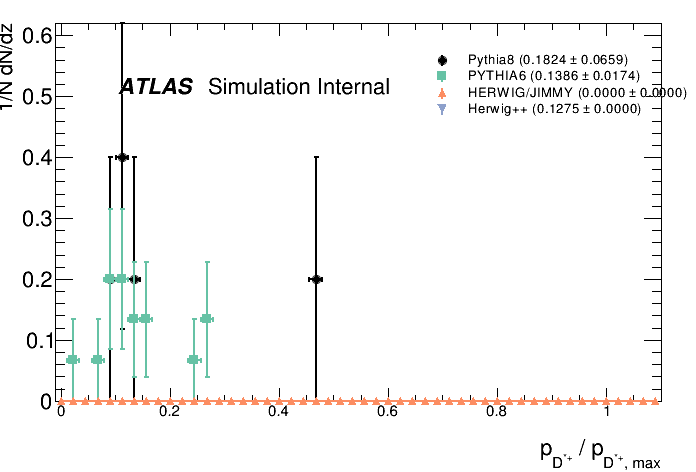 1/N dN/dz
0.6
0.5
0.4
0.3
0.2
0.1
0
ATLAS Simulation Internal
Pythia8 (0.1824 ± 0.0659)
PYTHIA6 (0.1386 ± 0.0174)
HERWIG/JIMMY (0.0000 ± 0.0000)
Herwig++ (0.1275 ± 0.0000)
0 0.2 0.4 0.6 0.8 1
p_D*+ / p_D*+, max